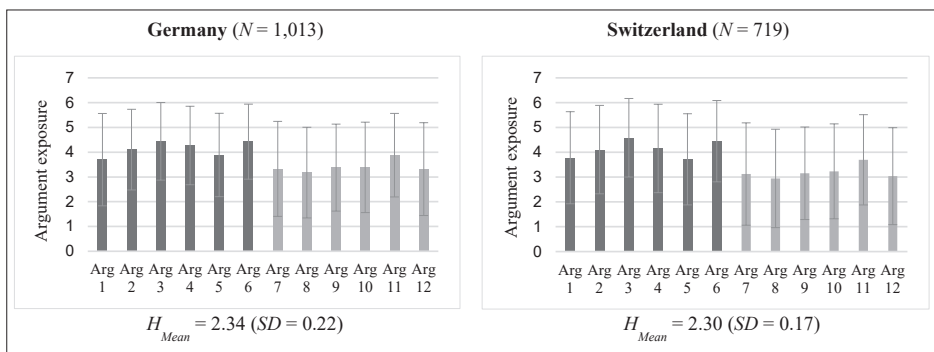 Germany (N = 1,013)
Argument exposure
7
6
5
4
3
2
1
0
Arg 1 Arg 2 Arg 3 Arg 4 Arg 5 Arg 6 Arg 7 Arg 8 Arg 9 Arg 10 Arg 11 Arg 12
H_Mean = 2.34 (SD = 0.22)
Switzerland (N = 719)
Argument exposure
7
6
5
4
3
2
1
0
Arg 1 Arg 2 Arg 3 Arg 4 Arg 5 Arg 6 Arg 7 Arg 8 Arg 9 Arg 10 Arg 11 Arg 12
H_Mean = 2.30 (SD = 0.17)